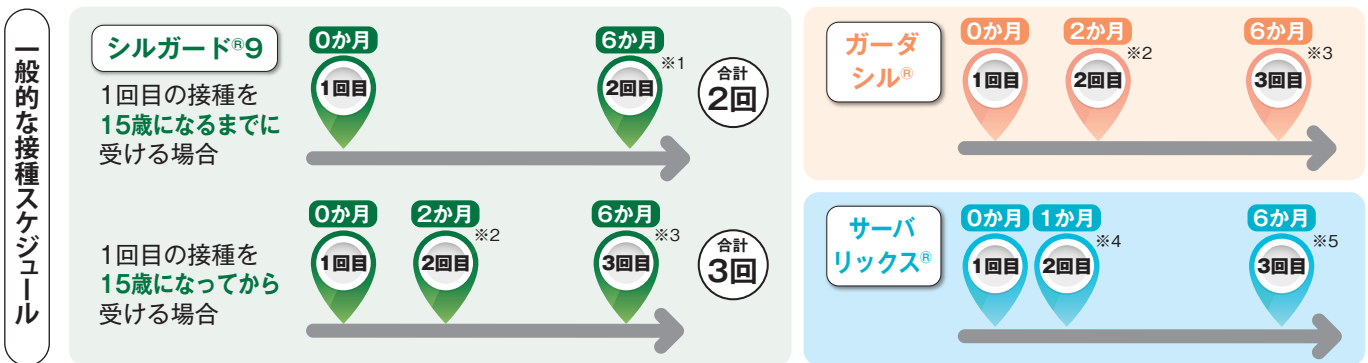 一般的な接種スケジュール
シルガード®9
1回目の接種を
15歳になるまでに
受ける場合
0か月
1回目
6か月
※1
2回目
合計
2回
1回目の接種を
15歳になってから
受ける場合
0か月
1回目
2か月
※2
2回目
6か月
※3
3回目
合計
3回
ガーダ
シル®
0か月
1回目
2か月
※2
2回目
6か月
※3
3回目
サーバ
リックス®
0か月
1回目
1か月
※4
2回目
6か月
※5
3回目